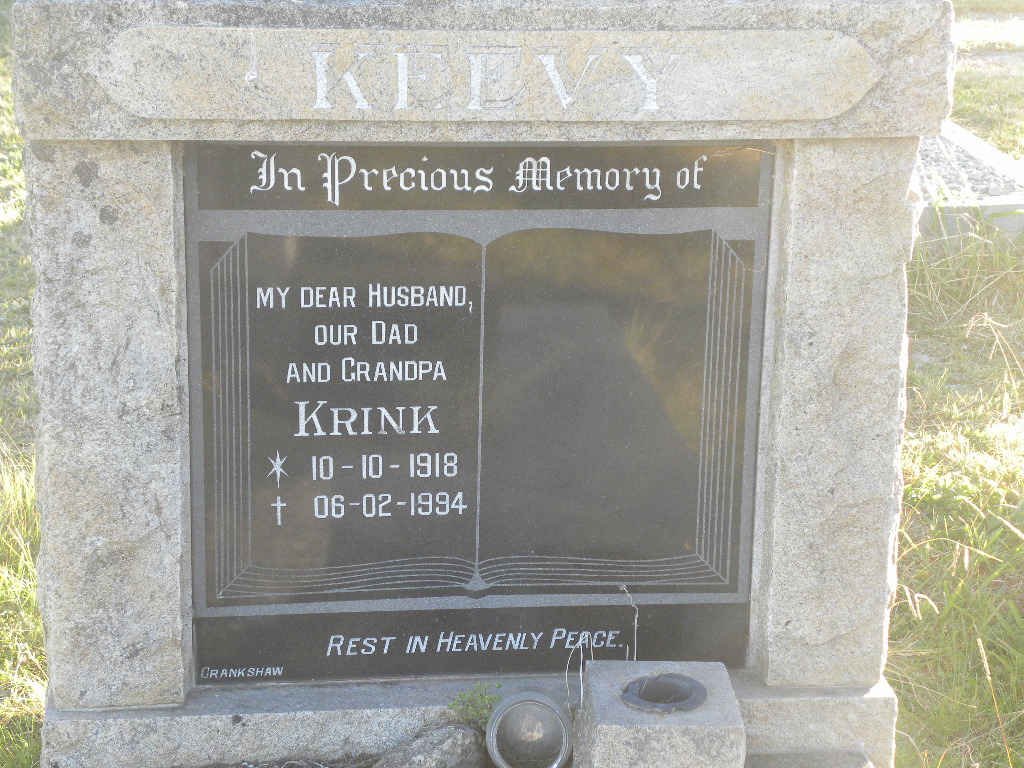 KEEVY
In Precious Memory of
MY DEAR HUSBAND,
OUR DAD
AND GRANDPA
KRINK
10-10-1918
06-02-1994
REST IN HEAVENLY PEACE.
CRANKSHAW